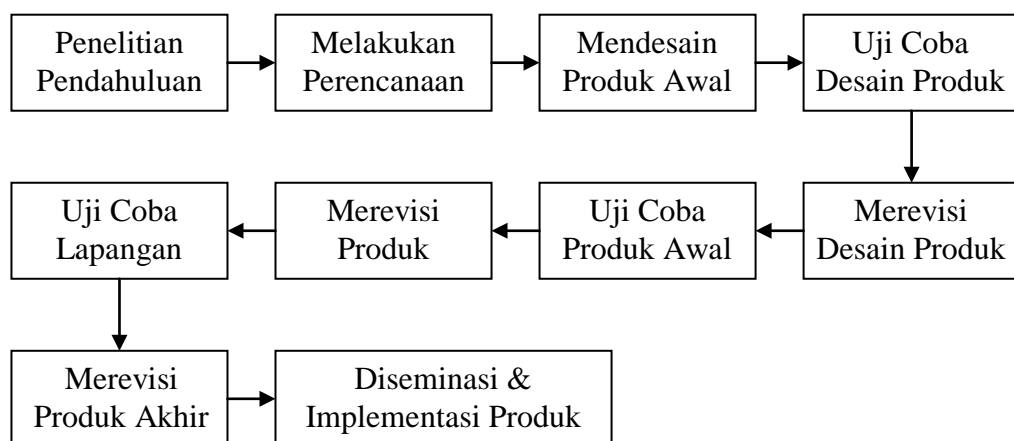 Penelitian
Pendahuluan
Melakukan
Perencanaan
Mendesain
Produk Awal
Uji Coba
Desain Produk
Merevisi
Desain Produk
Uji Coba
Produk Awal
Merevisi
Produk
Uji Coba
Lapangan
Merevisi
Produk Akhir
Diseminasi &
Implementasi Produk